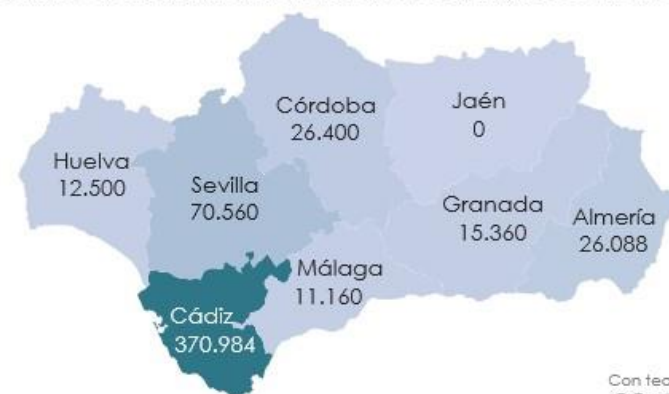 Córdoba
26.400
Jaén
0
Huelva
12.500
Sevilla
70.560
Granada
15.360
Almería
26.088
Málaga
11.160
Cádiz
370.984
Con